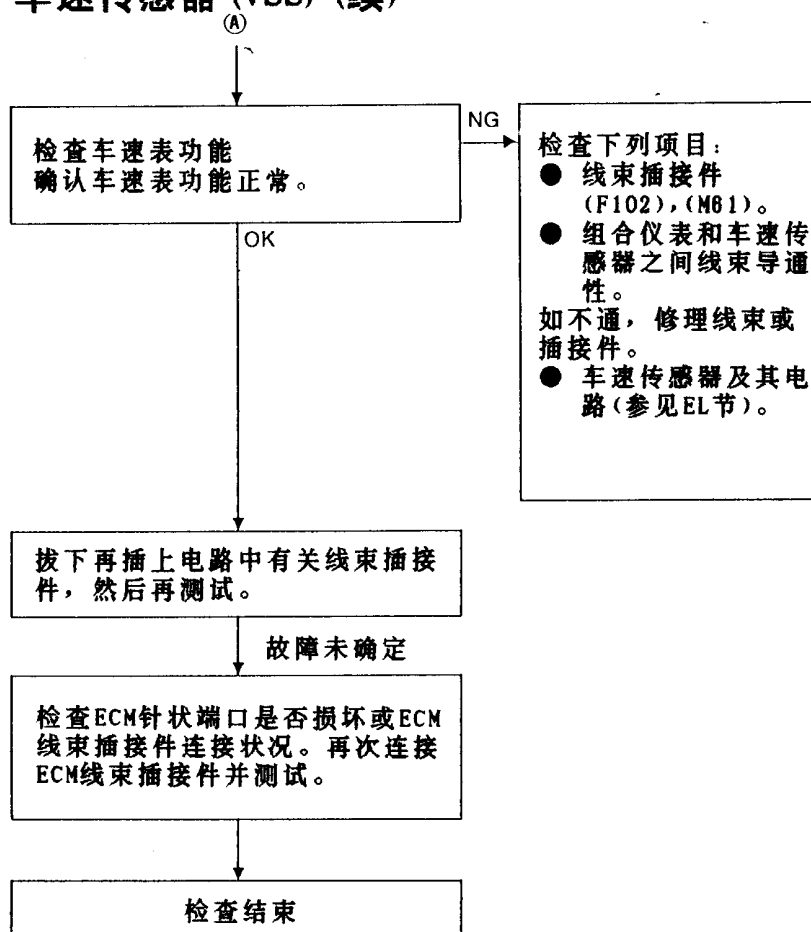 车速传感器 (VSS) (续)
Ⓐ
检查车速表功能
确认车速表功能正常。
NG
检查下列项目:
● 线束插接件
(F102),(M61)。
● 组合仪表和车速传
感器之间线束导通
性。
如不通，修理线束或
插接件。
● 车速传感器及其电
路(参见EL节)。
OK
拔下再插上电路中有关线束插接
件，然后再测试。
故障未确定
检查ECM针状端口是否损坏或ECM
线束插接件连接状况。再次连接
ECM线束插接件并测试。
检查结束